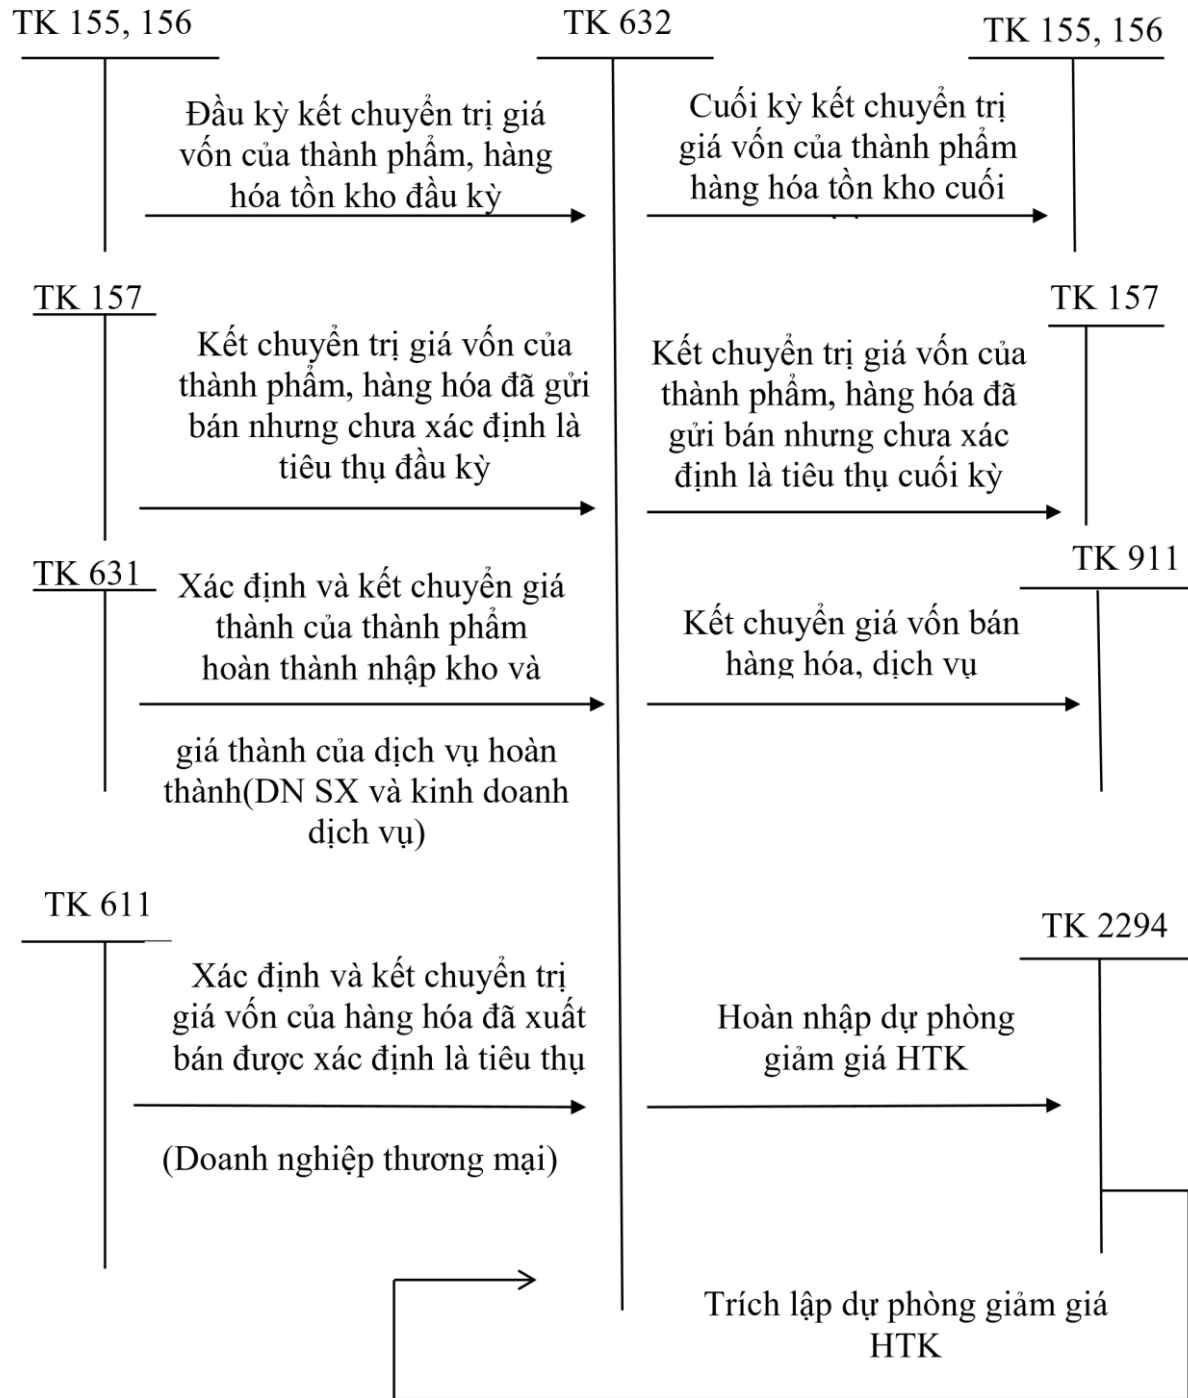 TK 155, 156
TK 632
TK 155, 156
Đầu kỳ kết chuyển trị giá
vốn của thành phẩm, hàng
hóa tồn kho đầu kỳ
Cuối kỳ kết chuyển trị
giá vốn của thành phẩm
hàng hóa tồn kho cuối
TK 157
TK 157
Kết chuyển trị giá vốn của
thành phẩm, hàng hóa đã gửi
bán nhưng chưa xác định là
tiêu thụ đầu kỳ
Kết chuyển trị giá vốn của
thành phẩm, hàng hóa đã
gửi bán nhưng chưa xác
định là tiêu thụ cuối kỳ
TK 631
TK 911
Xác định và kết chuyển giá
thành của thành phẩm
hoàn thành nhập kho và
giá thành của dịch vụ hoàn
thành(DN SX và kinh doanh
dịch vụ)
Kết chuyển giá vốn bán
hàng hóa, dịch vụ
TK 611
TK 2294
Xác định và kết chuyển trị
giá vốn của hàng hóa đã xuất
bán được xác định là tiêu thụ
(Doanh nghiệp thương mại)
Hoàn nhập dự phòng
giảm giá HTK
Trích lập dự phòng giảm giá
HTK